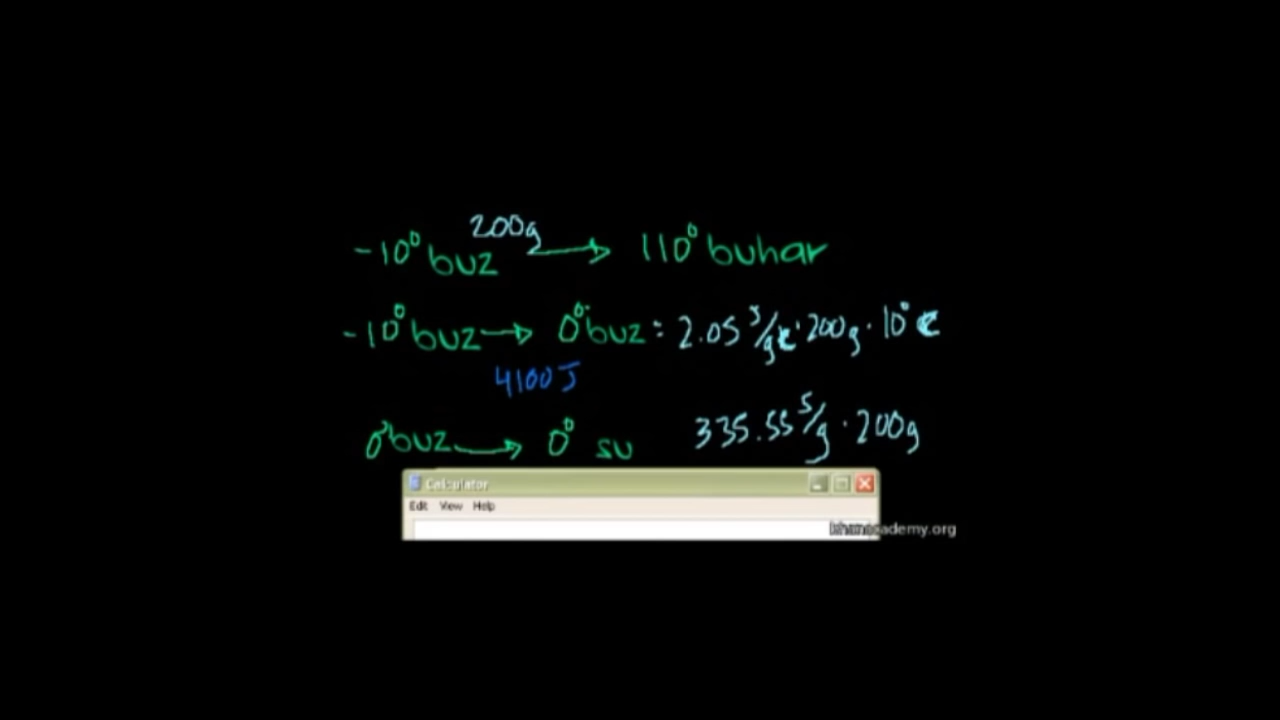 200g
-10° buz → 110° buhar
-10° buz → 0° buz = 2.05 J/g°C · 200g · 10°C
4100 J
0° buz → 0° su 335.55 J/g · 200g
Calculator
Edit View Help
khanacademy.org